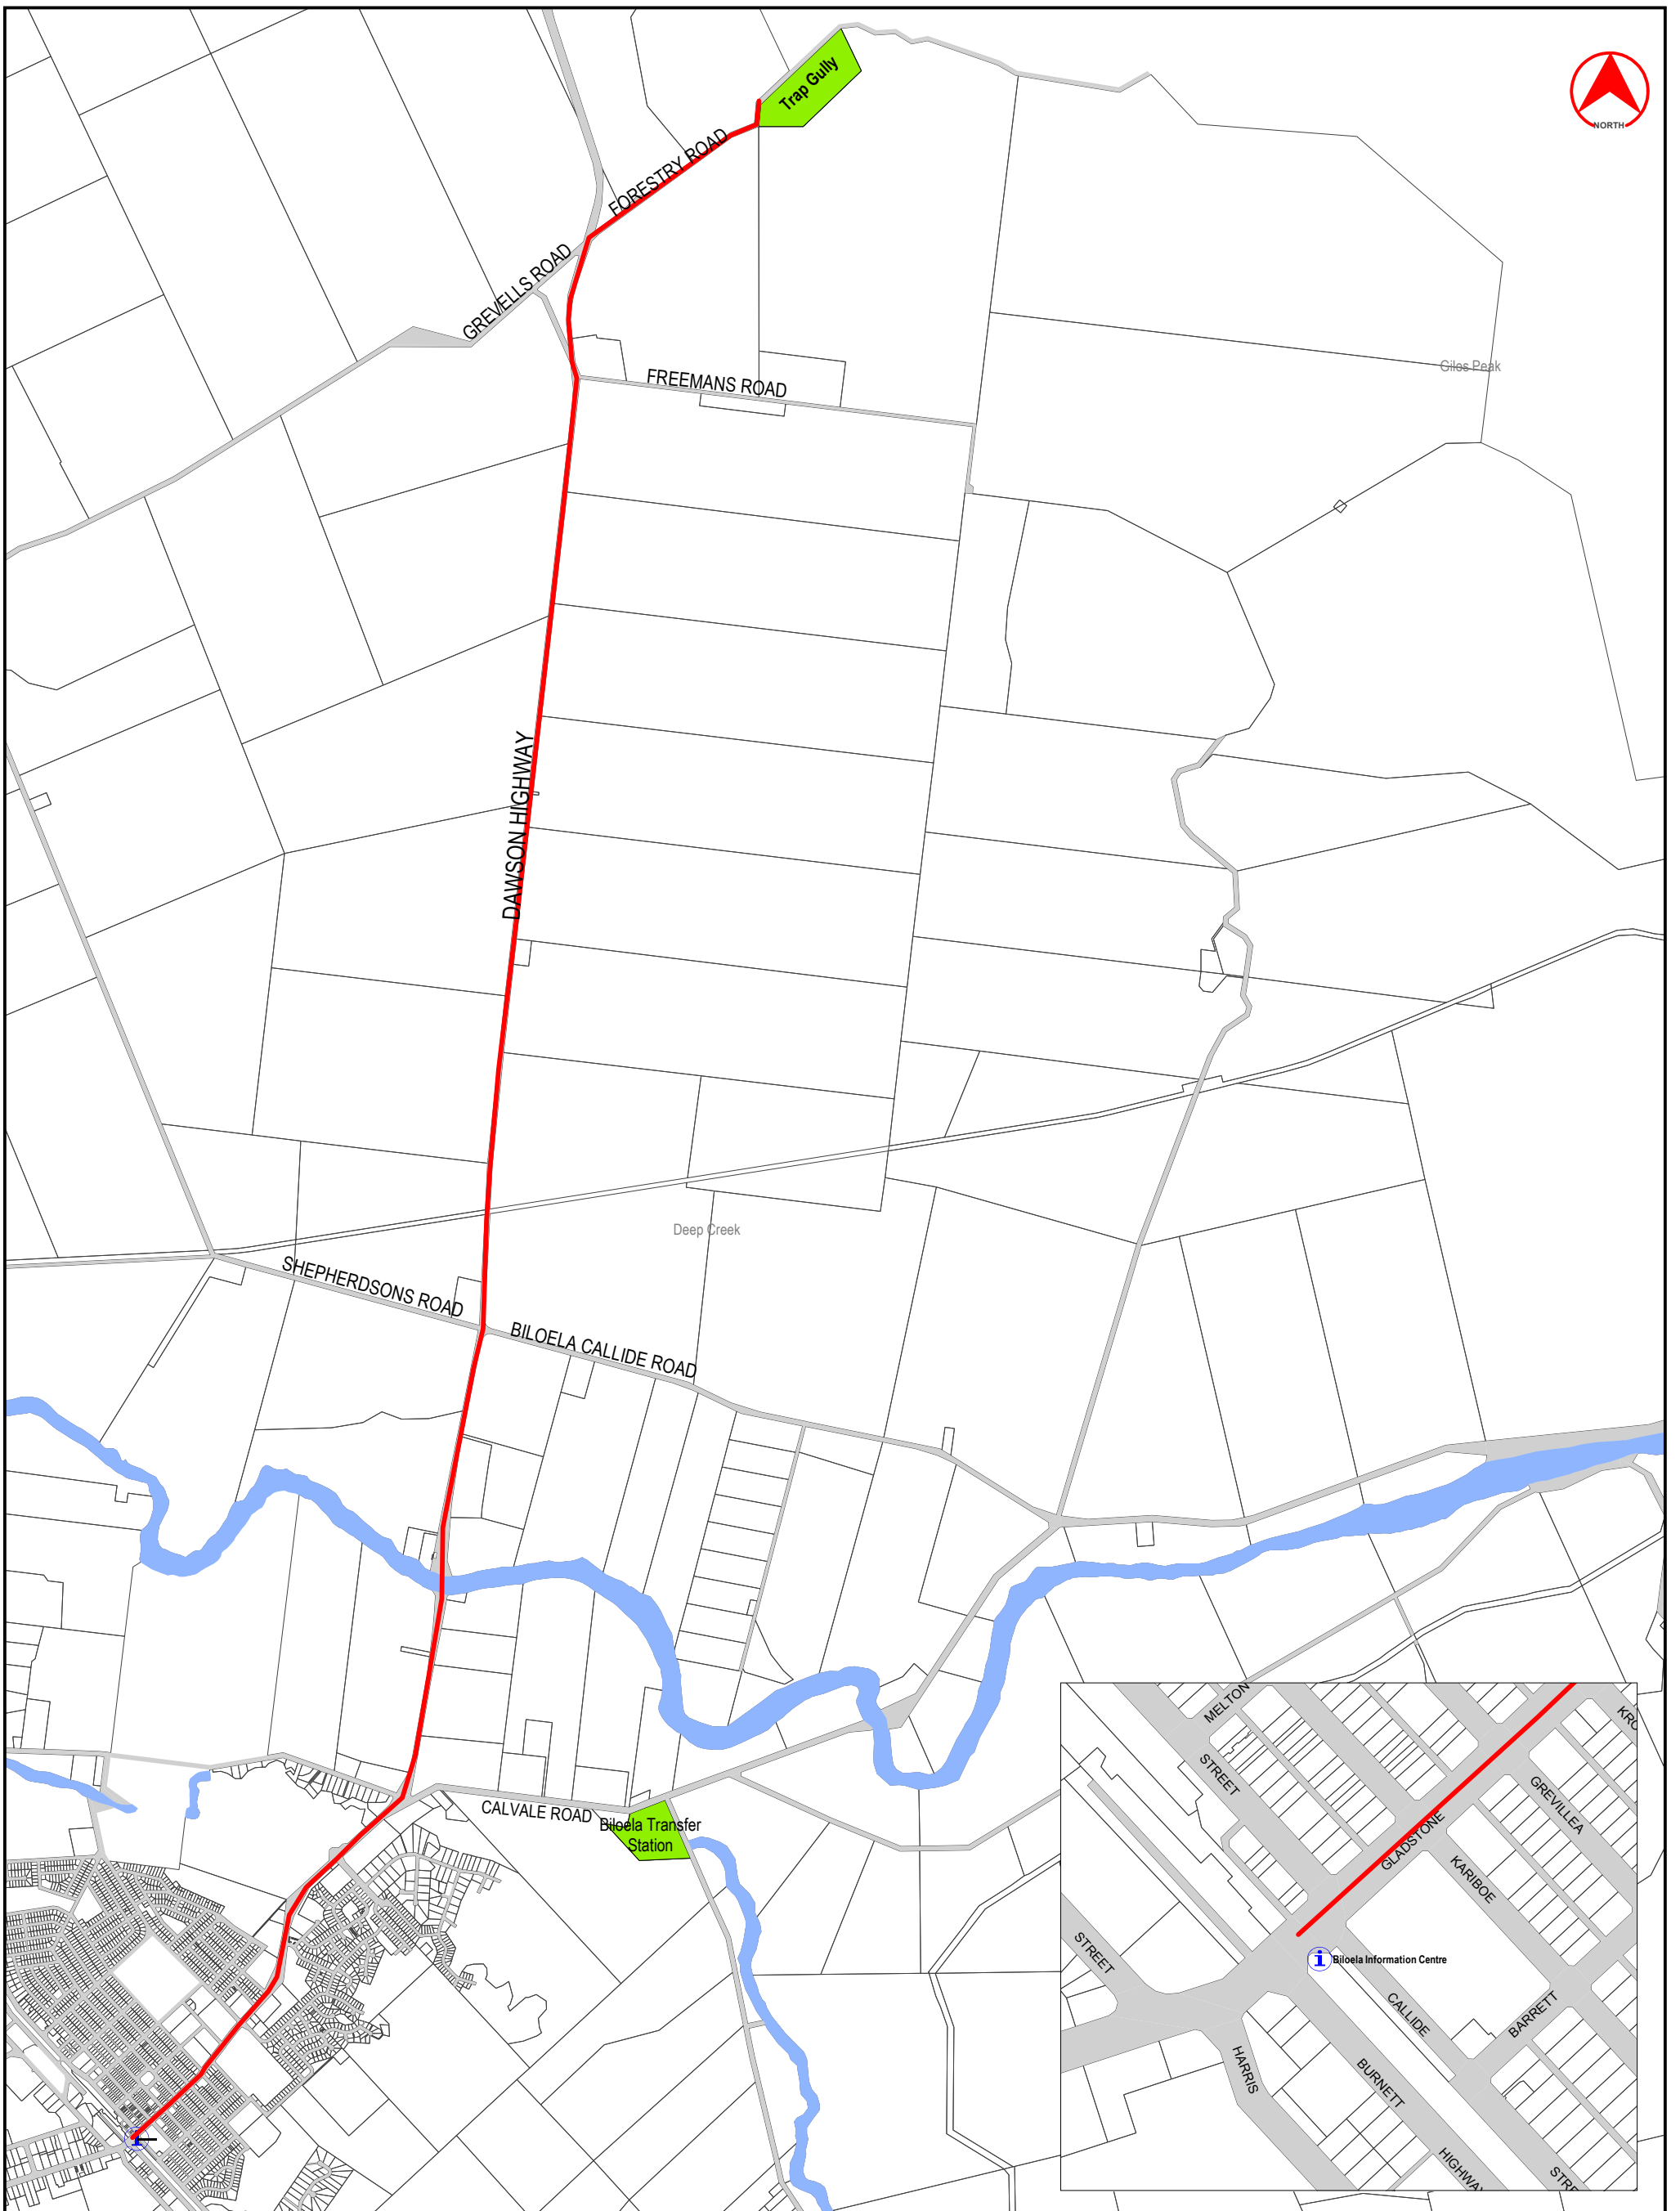 Trap Gully
NORTH
FORESTRY ROAD
GREVELLS ROAD
Giles Peak
FREEMANS ROAD
DAWSON HIGHWAY
Deep Creek
SHEPHERDSONS ROAD
BILOELA CALLIDE ROAD
CALVALE ROAD
Biloela Transfer
Station
MELTON
STREET
KRO
GREVILLEA
GLADSTONE
KARIBOE
STREET
Biloela Information Centre
CALLIDE
BARRETT
HARRIS
BURNETT
HIGHWAY
STRE